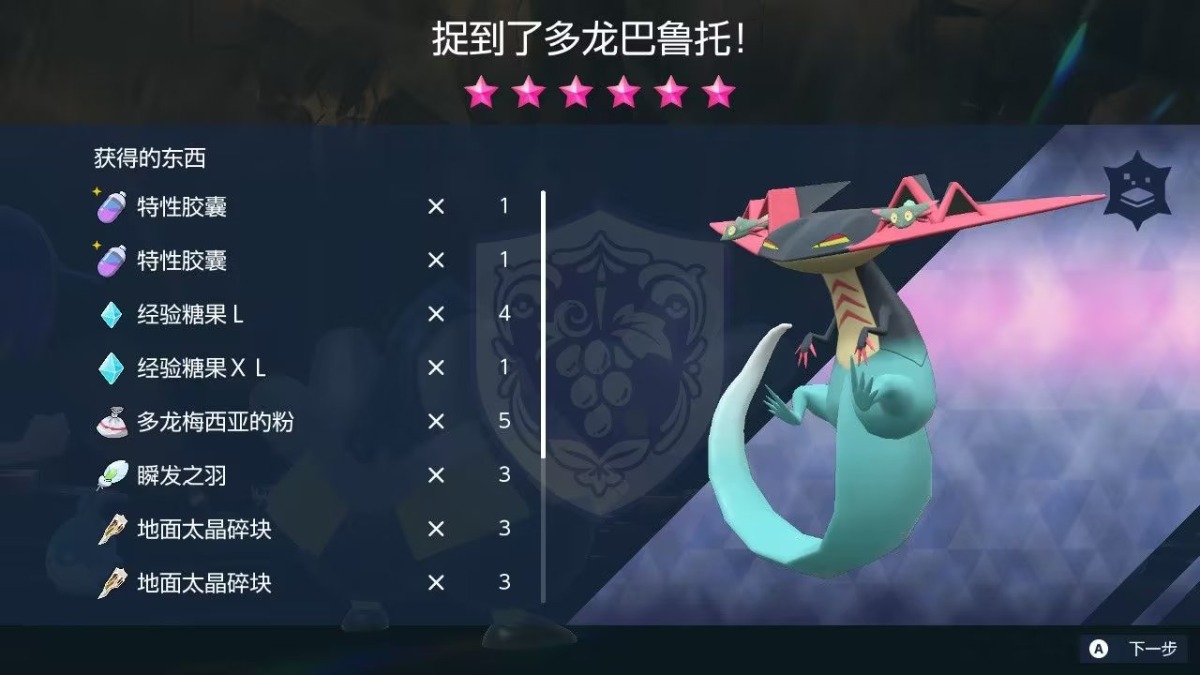 捉到了多龙巴鲁托！
获得的东西
特性胶囊 × 1
特性胶囊 × 1
经验糖果L × 4
经验糖果XL × 1
多龙梅西亚的粉 × 5
瞬发之羽 × 3
地面太晶碎块 × 3
地面太晶碎块 × 3
A 下一步